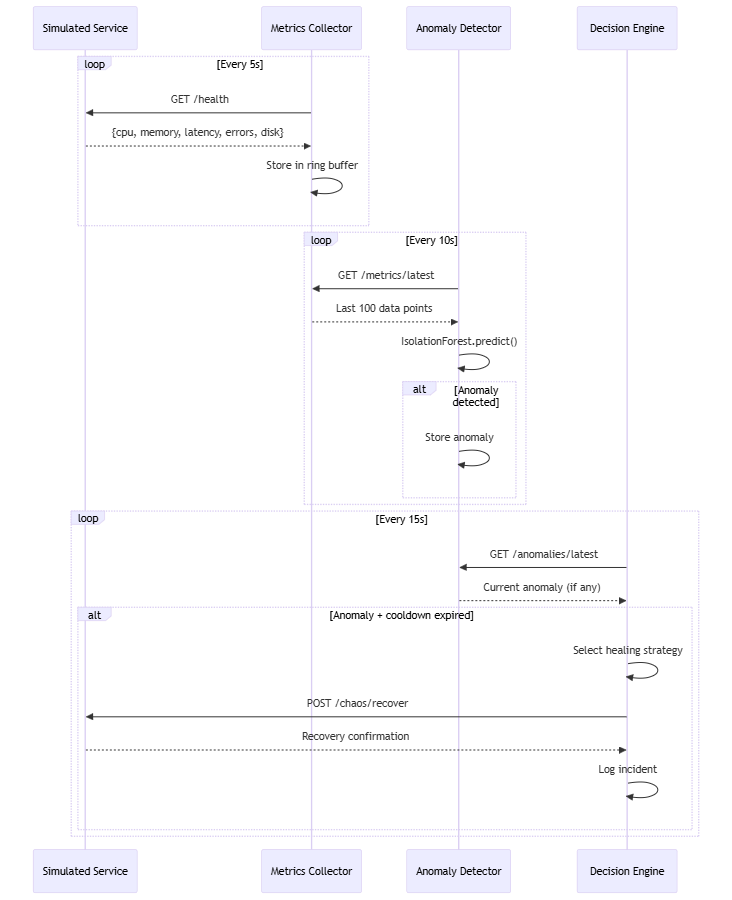 Simulated Service
Metrics Collector
Anomaly Detector
Decision Engine
loop
[Every 5s]
GET /health
{cpu, memory, latency, errors, disk}
Store in ring buffer
loop
[Every 10s]
GET /metrics/latest
Last 100 data points
IsolationForest.predict()
alt
[Anomaly
detected]
Store anomaly
loop
[Every 15s]
GET /anomalies/latest
Current anomaly (if any)
alt
[Anomaly + cooldown expired]
Select healing strategy
POST /chaos/recover
Recovery confirmation
Log incident
Simulated Service
Metrics Collector
Anomaly Detector
Decision Engine